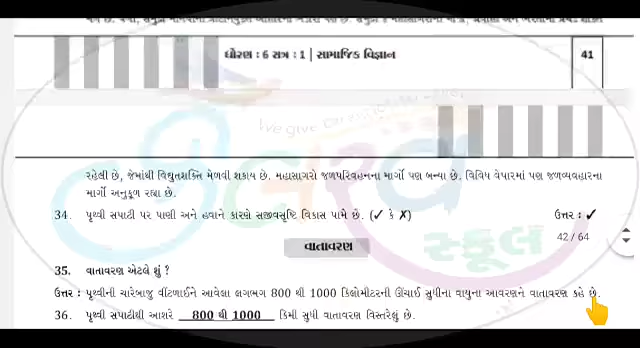 ધોરણ : 6 સત્ર : 1 | સામાજિક વિજ્ઞાન
41
We give
રહેલી છે, જેમાંથી વિદ્યુતશક્તિ મેળવી શકાય છે. મહાસાગરો જળપરિવહનના માર્ગો પણ બન્યા છે. વિવિધ વેપારમાં પણ જળવ્યવહારના
માર્ગો અનુકૂળ રહ્યા છે.
34. પૃથ્વી સપાટી પર પાણી અને હવાને કારણે સજીવસૃષ્ટિ વિકાસ પામે છે. (✓ કે ✗) ઉત્તર : ✓
42 / 64
સ્કૂલ
વાતાવરણ
35. વાતાવરણ એટલે શું ?
ઉત્તર : પૃથ્વીની ચારેબાજુ વીંટળાઈને આવેલા લગભગ 800 થી 1000 કિલોમીટરની ઊંચાઈ સુધીના વાયુના આવરણને વાતાવરણ કહે છે.
36. પૃથ્વી સપાટીથી આશરે 800 થી 1000 કિમી સુધી વાતાવરણ વિસ્તરેલું છે.